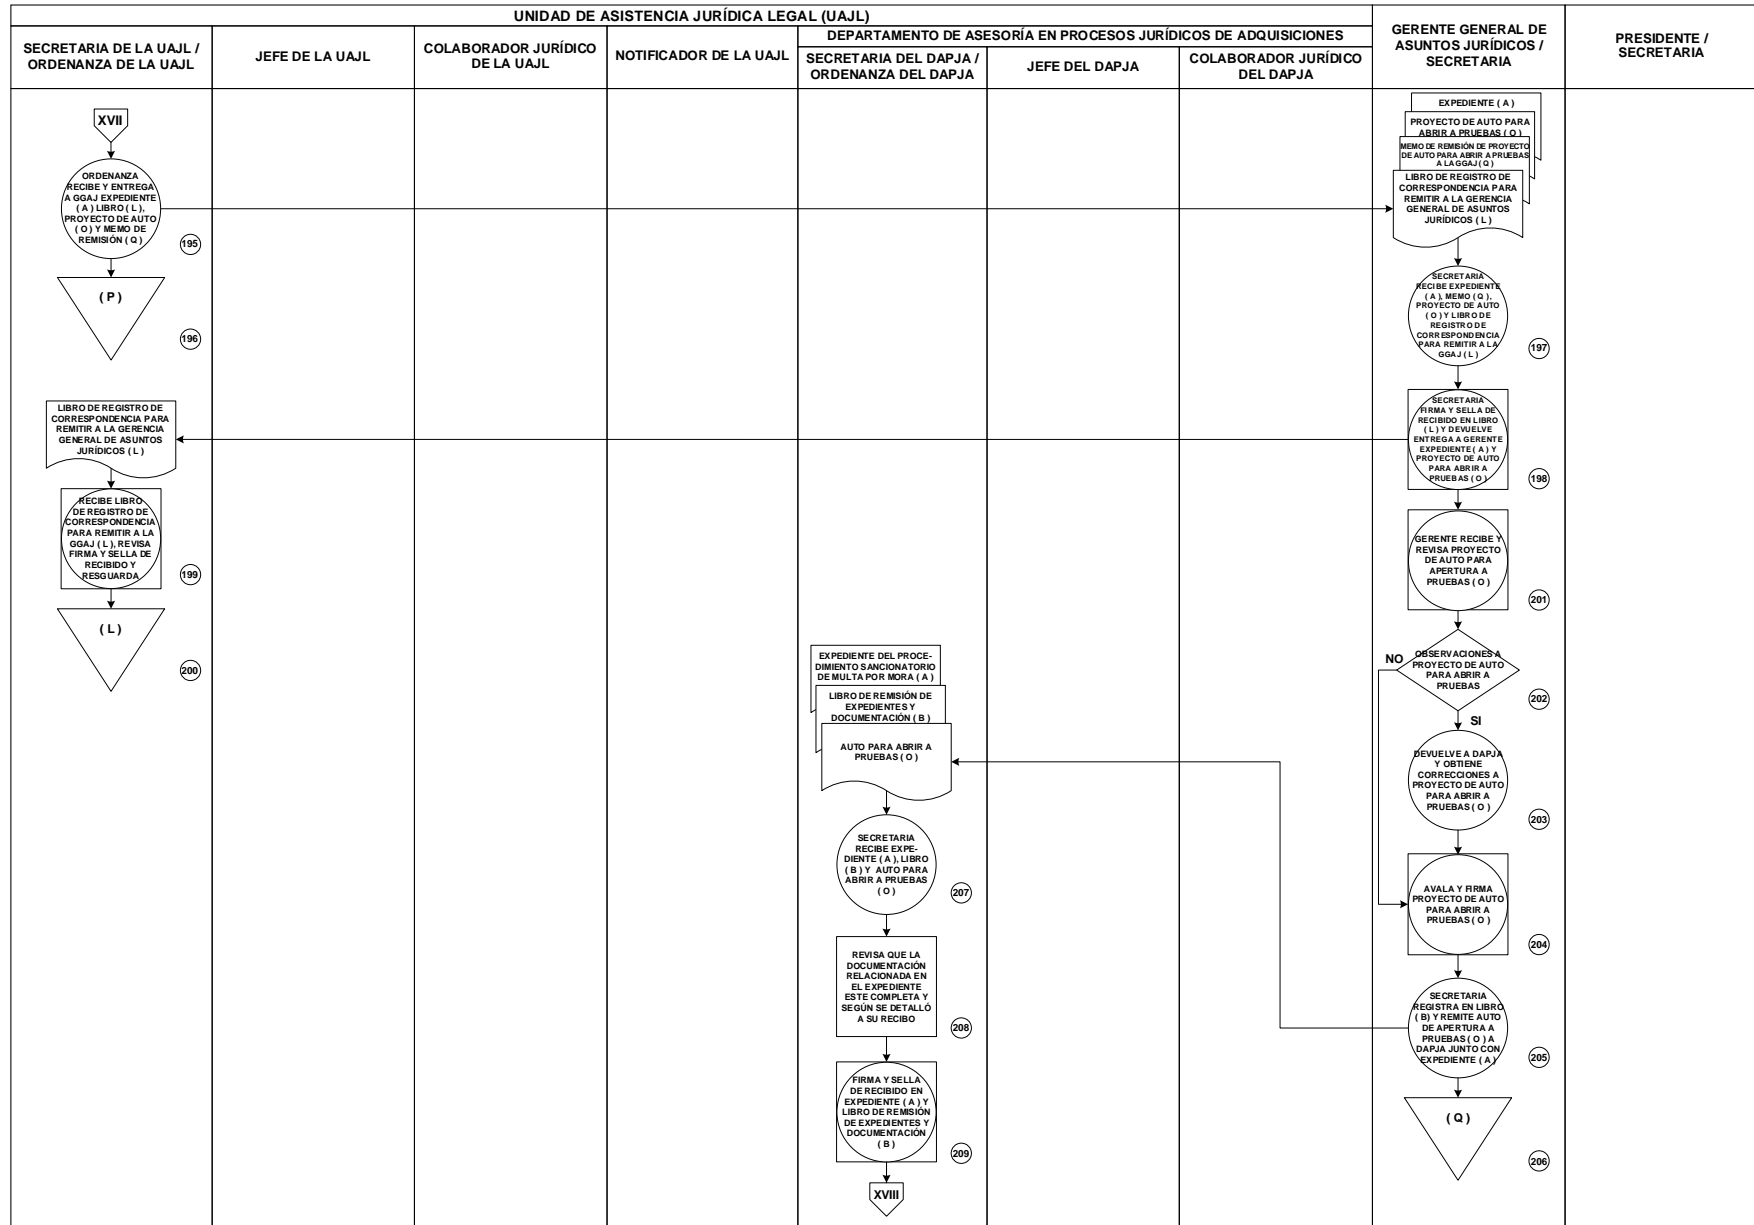 UNIDAD DE ASISTENCIA JURÍDICA LEGAL (UAJL)
SECRETARIA DE LA UAJL /
ORDENANZA DE LA UAJL
JEFE DE LA UAJL
COLABORADOR JURÍDICO
DE LA UAJL
NOTIFICADOR DE LA UAJL
DEPARTAMENTO DE ASESORÍA EN PROCESOS JURÍDICOS DE ADQUISICIONES
SECRETARIA DEL DAPJA /
ORDENANZA DEL DAPJA
JEFE DEL DAPJA
COLABORADOR JURÍDICO
DEL DAPJA
GERENTE GENERAL DE
ASUNTOS JURÍDICOS /
SECRETARIA
PRESIDENTE /
SECRETARIA
XVII
ORDENANZA
RECIBE Y ENTREGA
A GGAJ EXPEDIENTE
( A ) LIBRO ( L ),
PROYECTO DE AUTO
( O ) Y MEMO DE
REMISIÓN ( Q )
195
( P )
196
EXPEDIENTE ( A )
PROYECTO DE AUTO PARA
ABRIR A PRUEBAS ( O )
MEMO DE REMISIÓN DE PROYECTO
DE AUTO PARA ABRIR A PRUEBAS
A LA GGAJ ( Q )
LIBRO DE REGISTRO DE
CORRESPONDENCIA PARA
REMITIR A LA GERENCIA
GENERAL DE ASUNTOS
JURÍDICOS ( L )
SECRETARIA
RECIBE EXPEDIENTE
( A ), MEMO ( Q ),
PROYECTO DE AUTO
( O ) Y LIBRO DE
REGISTRO DE
CORRESPONDENCIA
PARA REMITIR A LA
GGAJ ( L )
197
SECRETARIA
FIRMA Y SELLA DE
RECIBIDO EN LIBRO
( L ) Y DEVUELVE
ENTREGA A GERENTE
EXPEDIENTE ( A ) Y
PROYECTO DE AUTO
PARA ABRIR A
PRUEBAS ( O )
198
LIBRO DE REGISTRO DE
CORRESPONDENCIA PARA
REMITIR A LA GERENCIA
GENERAL DE ASUNTOS
JURÍDICOS ( L )
RECIBE LIBRO
DE REGISTRO DE
CORRESPONDENCIA
PARA REMITIR A LA
GGAJ ( L ), REVISA
FIRMA Y SELLA DE
RECIBIDO Y
RESGUARDA
199
( L )
200
GERENTE RECIBE Y
REVISA PROYECTO
DE AUTO PARA
APERTURA A
PRUEBAS ( O )
201
NO
OBSERVACIONES A
PROYECTO DE AUTO
PARA ABRIR A
PRUEBAS
202
SI
DEVUELVE A DAPJA
Y OBTIENE
CORRECCIONES A
PROYECTO DE AUTO
PARA ABRIR A
PRUEBAS ( O )
203
AVALA Y FIRMA
PROYECTO DE AUTO
PARA ABRIR A
PRUEBAS ( O )
204
SECRETARIA
REGISTRA EN LIBRO
( B) Y REMITE AUTO
DE APERTURA A
PRUEBAS ( O ) A
DAPJA JUNTO CON
EXPEDIENTE ( A )
205
( Q )
206
EXPEDIENTE DEL PROCE-
DIMIENTO SANCIONATORIO
DE MULTA POR MORA ( A )
LIBRO DE REMISIÓN DE
EXPEDIENTES Y
DOCUMENTACIÓN ( B )
AUTO PARA ABRIR A
PRUEBAS ( O )
SECRETARIA
RECIBE EXPE-
DIENTE ( A ), LIBRO
( B ) Y AUTO PARA
ABRIR A PRUEBAS
( O )
207
REVISA QUE LA
DOCUMENTACIÓN
RELACIONADA EN
EL EXPEDIENTE
ESTE COMPLETA Y
SEGÚN SE DETALLÓ
A SU RECIBO
208
FIRMA Y SELLA
DE RECIBIDO EN
EXPEDIENTE ( A ) Y
LIBRO DE REMISIÓN
DE EXPEDIENTES Y
DOCUMENTACIÓN
( B )
209
XVIII